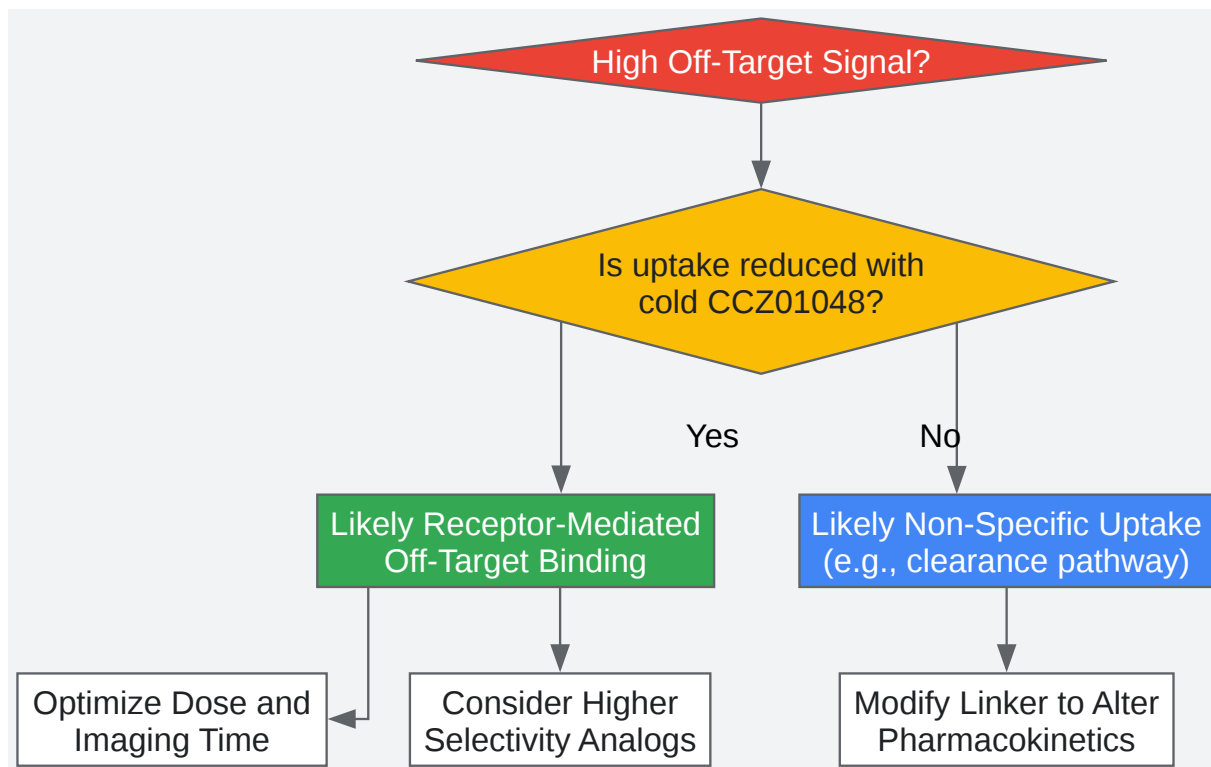 High Off-Target Signal?
Is uptake reduced with
cold CCZ01048?
Yes
No
Likely Receptor-Mediated
Off-Target Binding
Likely Non-Specific Uptake
(e.g., clearance pathway)
Optimize Dose and
Imaging Time
Consider Higher
Selectivity Analogs
Modify Linker to Alter
Pharmacokinetics